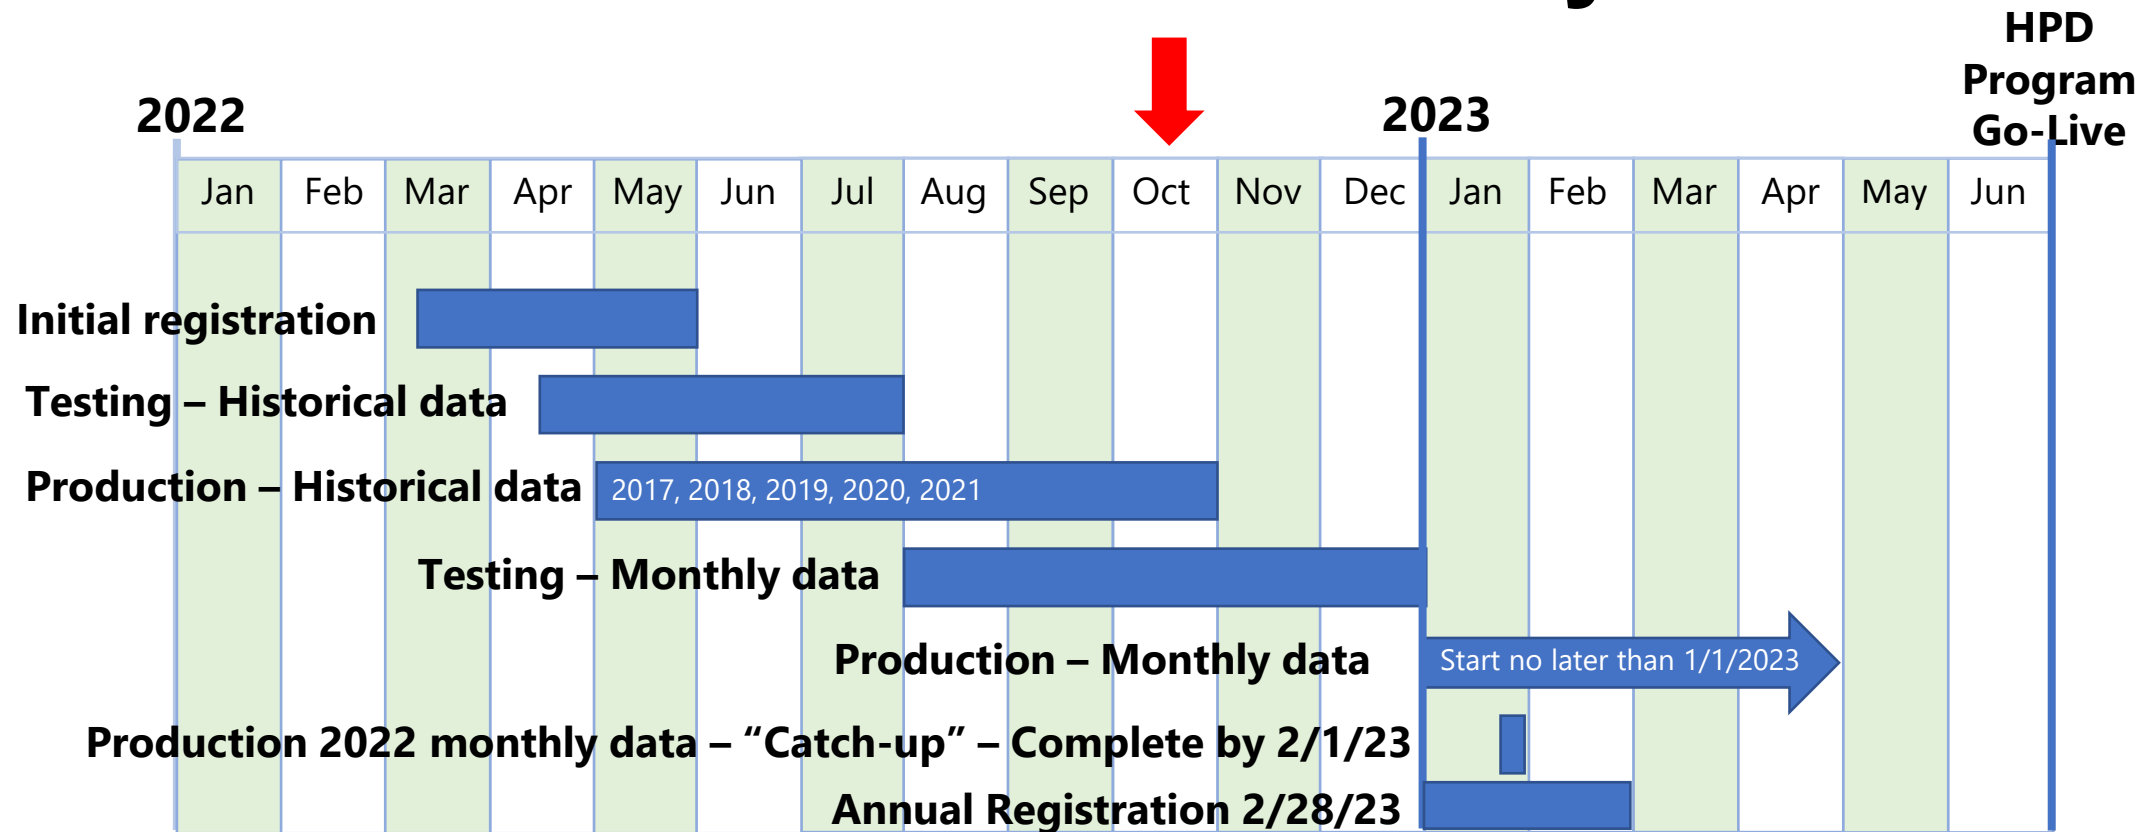 HPD
Program
Go-Live
2022
2023
Jan Feb Mar Apr May Jun Jul Aug Sep Oct Nov Dec Jan Feb Mar Apr May Jun
Initial registration
Testing – Historical data
Production – Historical data 2017, 2018, 2019, 2020, 2021
Testing – Monthly data
Production – Monthly data Start no later than 1/1/2023
Production 2022 monthly data – “Catch-up” – Complete by 2/1/23
Annual Registration 2/28/23